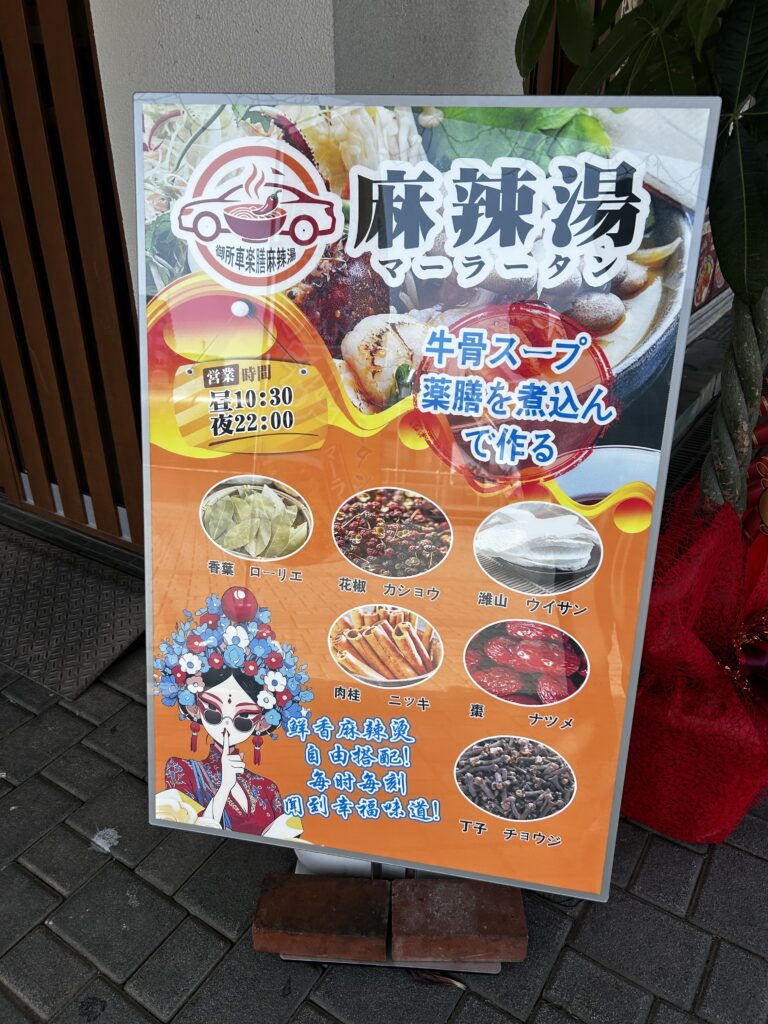 麻辣湯
マーラータン
御所車楽膳麻辣湯
牛骨スープ
薬膳を煮込ん
で作る
営業時間
昼10:30
夜22:00
香葉 ローリエ
花椒 カショウ
濰山 ウイサン
肉桂 ニッキ
棗 ナツメ
丁子 チョウジ
鲜香麻辣烫
自由搭配!
每时每刻
闻到幸福味道!